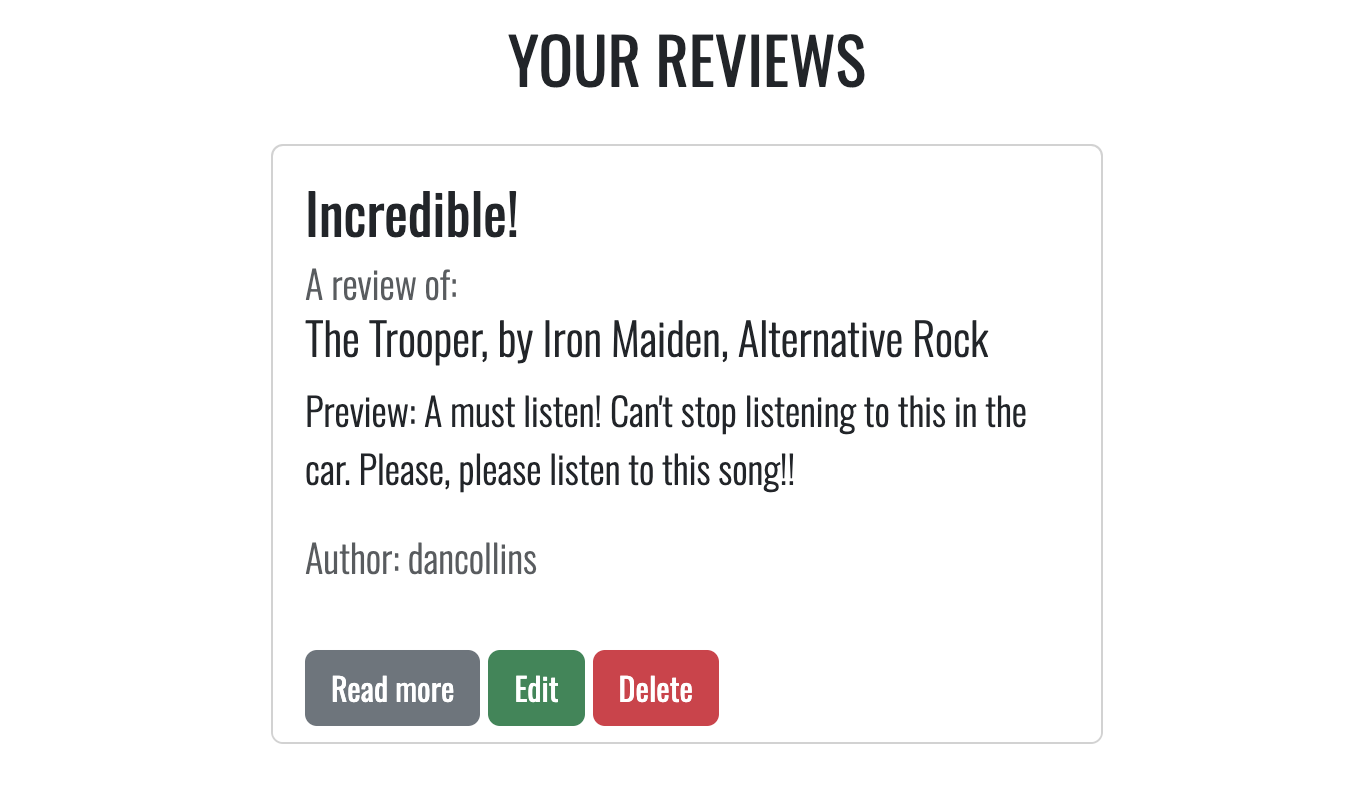 YOUR REVIEWS
Incredible!
A review of:
The Trooper, by Iron Maiden, Alternative Rock
Preview: A must listen! Can't stop listening to this in the
car. Please, please listen to this song!!
Author: dancollins
Read more Edit Delete